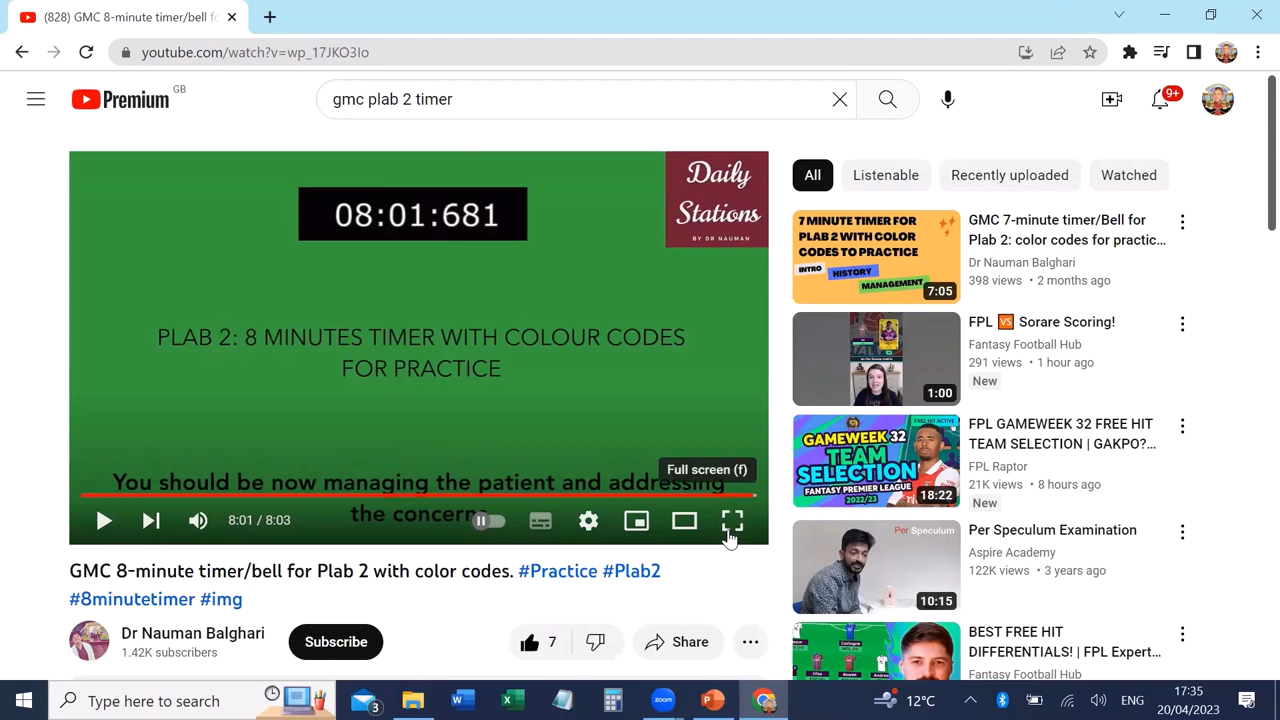 (828) GMC 8-minute timer/bell fo
youtube.com/watch?v=wp_17JKO3Io
Premium GB
gmc plab 2 timer
9+
08:01:681
Daily
Stations
BY DR NAUMAN
PLAB 2: 8 MINUTES TIMER WITH COLOUR CODES
FOR PRACTICE
You should be now managing the patient and addressing
the concerns
Full screen (f)
8:01 / 8:03
GMC 8-minute timer/bell for Plab 2 with color codes. #Practice #Plab2
#8minutetimer #img
Dr Nauman Balghari
1.42K subscribers
Subscribe
7
Share
All
Listenable
Recently uploaded
Watched
7 MINUTE TIMER FOR
PLAB 2 WITH COLOR
CODES TO PRACTICE
INTRO
HISTORY
MANAGEMENT
7:05
GMC 7-minute timer/Bell for
Plab 2: color codes for practic...
Dr Nauman Balghari
398 views • 2 months ago
1:00
FPL 🆚 Sorare Scoring!
Fantasy Football Hub
291 views • 1 hour ago
New
FREE HIT ACTIVE
GAMEWEEK 32
TEAM
SELECTION
FANTASY PREMIER LEAGUE
2022/23
18:22
FPL GAMEWEEK 32 FREE HIT
TEAM SELECTION | GAKPO?...
FPL Raptor
21K views • 8 hours ago
New
Per Speculum
10:15
Per Speculum Examination
Aspire Academy
122K views • 3 years ago
BEST FREE HIT
DIFFERENTIALS! | FPL Expert...
Fantasy Football Hub
Type here to search
3
zoom
12°C
ENG
17:35
20/04/2023